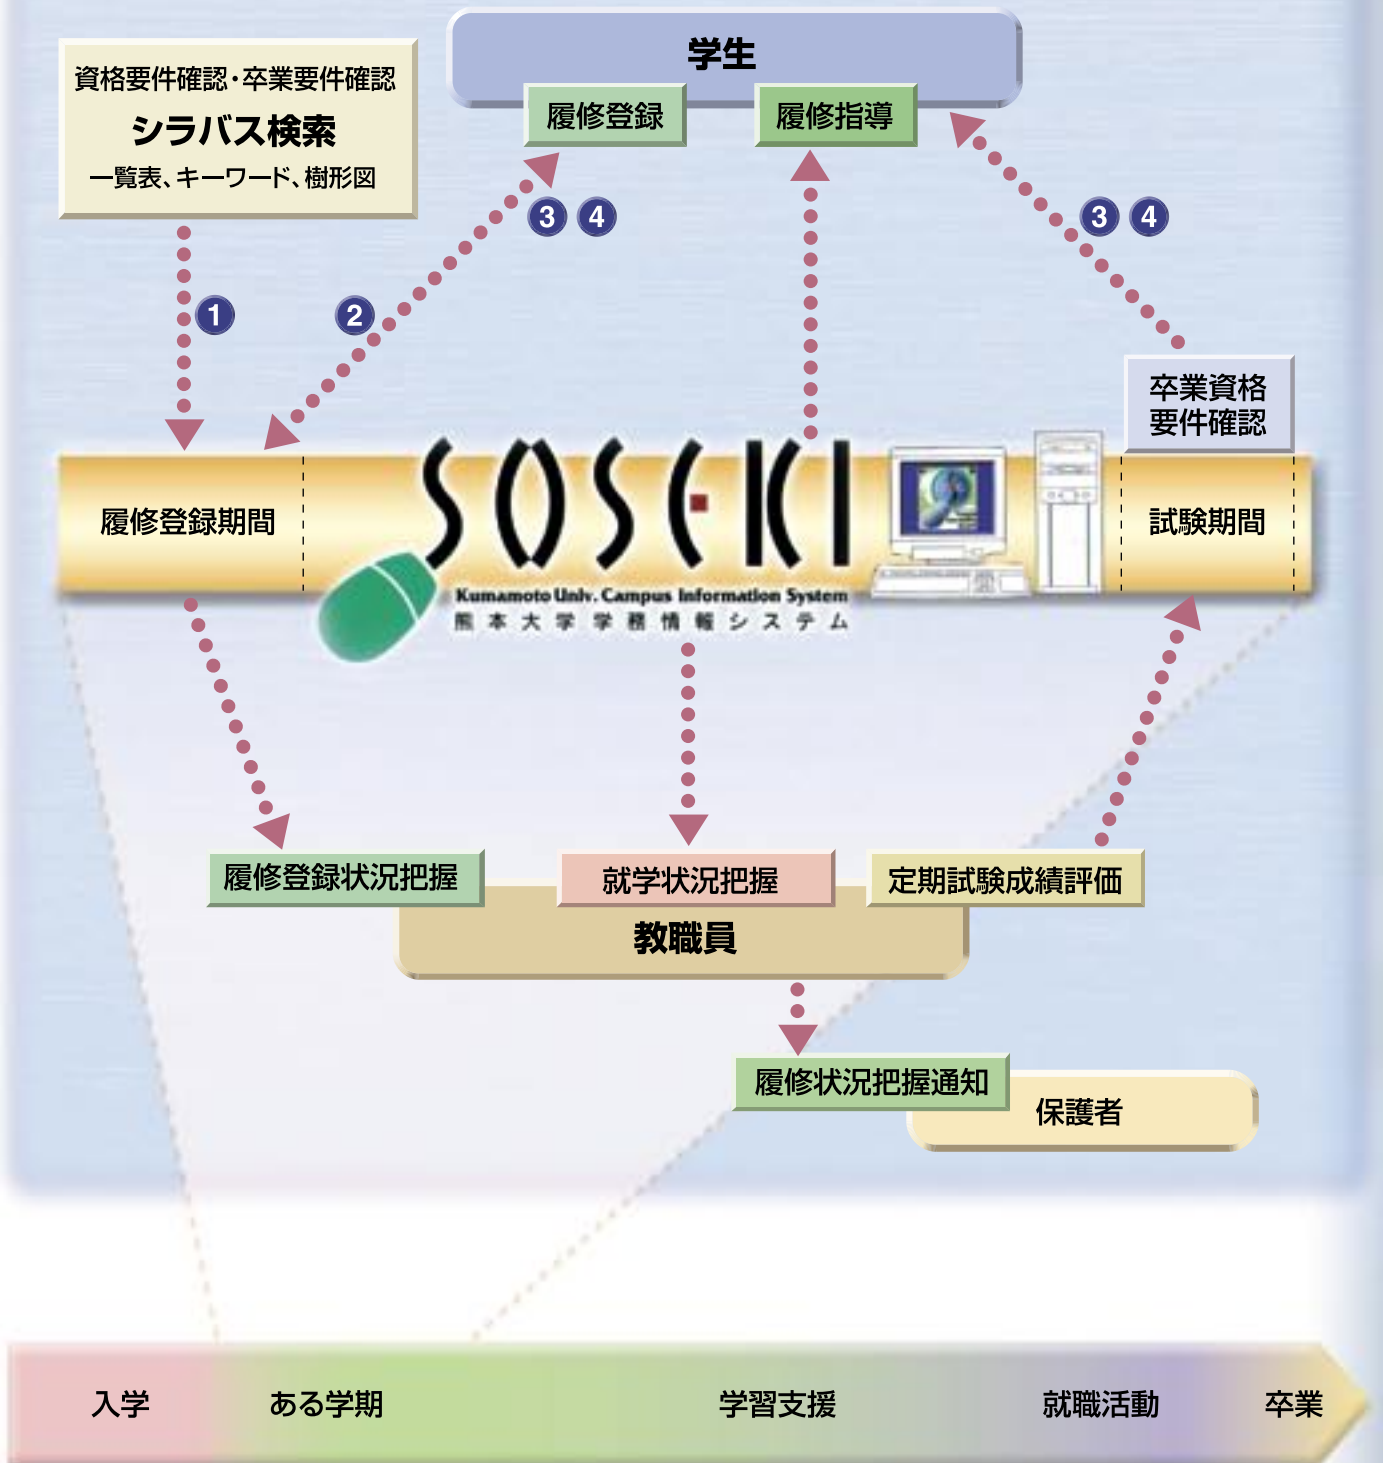 学生
資格要件確認・卒業要件確認
シラバス検索
一覧表、キーワード、樹形図
履修登録
履修指導
3 4
3 4
1
2
卒業資格
要件確認
履修登録期間
SOSEKI
試験期間
Kumamoto Univ. Campus Information System
熊本大学学務情報システム
履修登録状況把握
就学状況把握
定期試験成績評価
教職員
履修状況把握通知
保護者
入学
ある学期
学習支援
就職活動
卒業